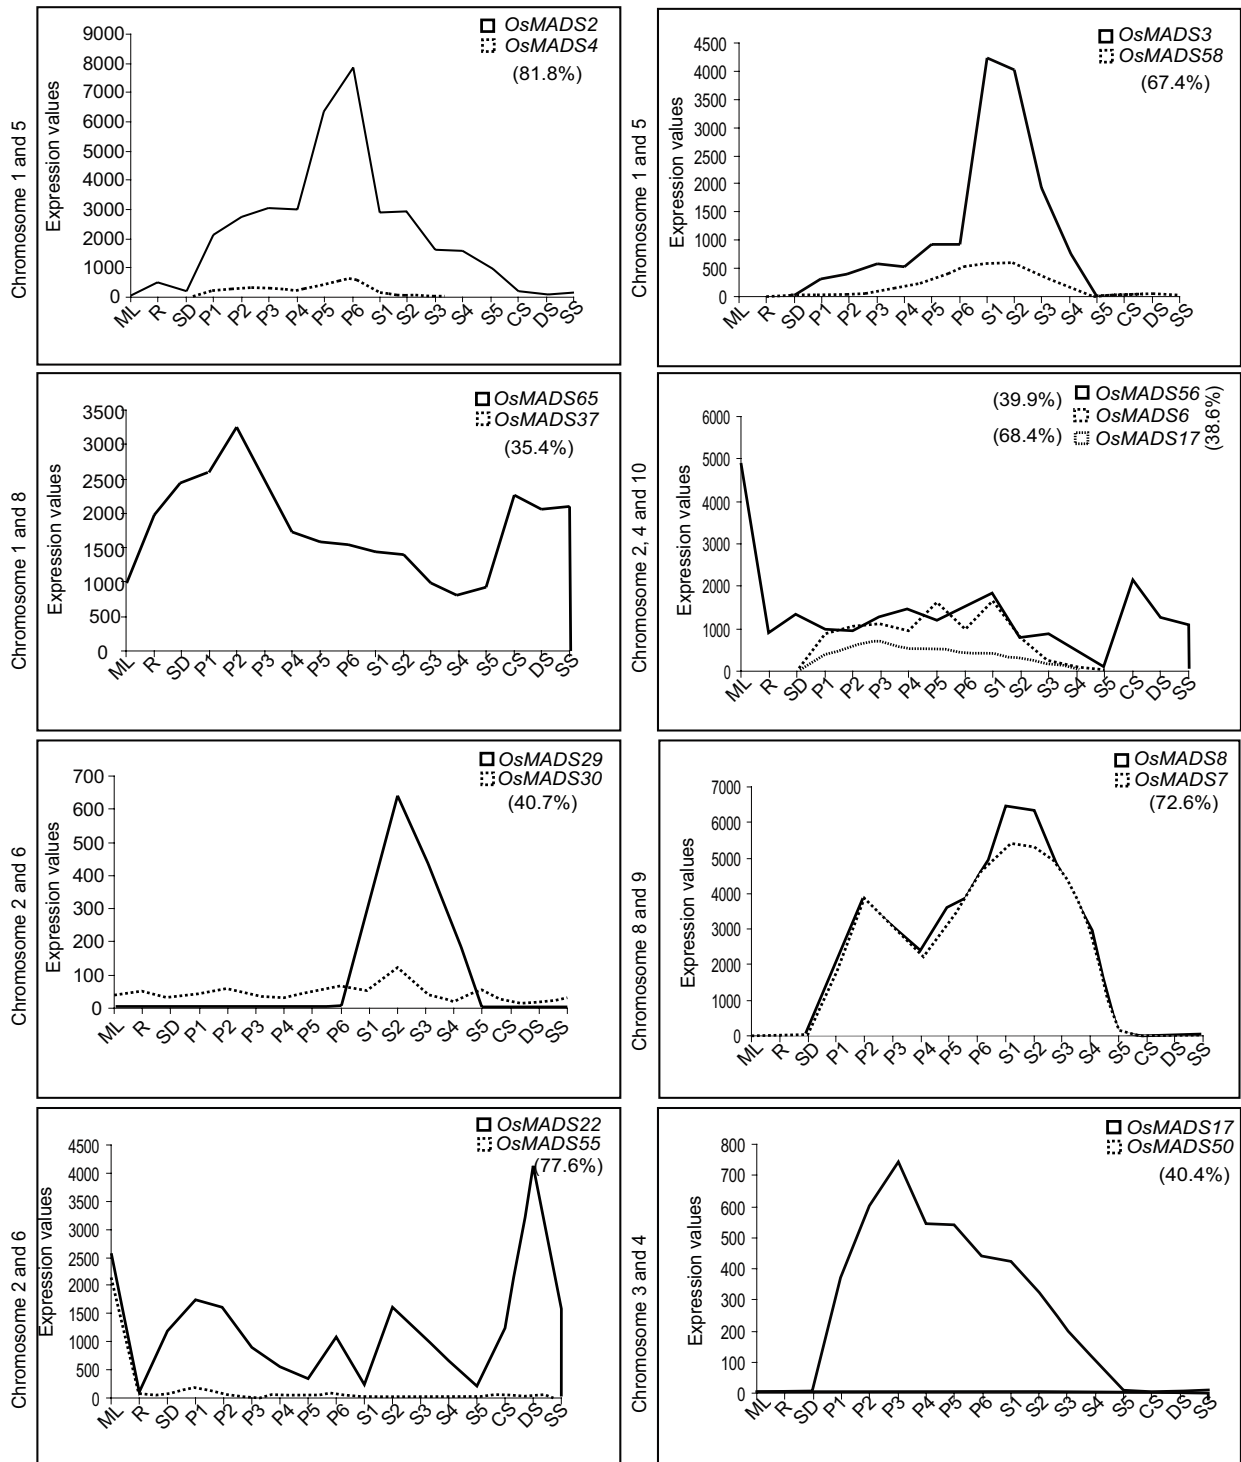 Chromosome 1 and 5
Expression values
9000
8000
7000
6000
5000
4000
3000
2000
1000
0
ML R SD P1 P2 P3 P4 P5 P6 S1 S2 S3 S4 S5 CS DS SS
OsMADS2
OsMADS4
(81.8%)
Chromosome 1 and 5
Expression values
4500
4000
3500
3000
2500
2000
1500
1000
500
0
ML R SD P1 P2 P3 P4 P5 P6 S1 S2 S3 S4 S5 CS DS SS
OsMADS3
OsMADS58
(67.4%)
Chromosome 1 and 8
Expression values
3500
3000
2500
2000
1500
1000
500
0
ML R SD P1 P2 P3 P4 P5 P6 S1 S2 S3 S4 S5 CS DS SS
OsMADS65
OsMADS37
(35.4%)
Chromosome 2, 4 and 10
Expression values
6000
5000
4000
3000
2000
1000
0
ML R SD P1 P2 P3 P4 P5 P6 S1 S2 S3 S4 S5 CS DS SS
(39.9%) OsMADS56
OsMADS6
(68.4%) OsMADS17
(38.6%)
Chromosome 2 and 6
Expression values
700
600
500
400
300
200
100
0
ML R SD P1 P2 P3 P4 P5 P6 S1 S2 S3 S4 S5 CS DS SS
OsMADS29
OsMADS30
(40.7%)
Chromosome 8 and 9
Expression values
7000
6000
5000
4000
3000
2000
1000
0
ML R SD P1 P2 P3 P4 P5 P6 S1 S2 S3 S4 S5 CS DS SS
OsMADS8
OsMADS7
(72.6%)
Chromosome 2 and 6
Expression values
4500
4000
3500
3000
2500
2000
1500
1000
500
0
ML R SD P1 P2 P3 P4 P5 P6 S1 S2 S3 S4 S5 CS DS SS
OsMADS22
OsMADS55
(77.6%)
Chromosome 3 and 4
Expression values
800
700
600
500
400
300
200
100
0
ML R SD P1 P2 P3 P4 P5 P6 S1 S2 S3 S4 S5 CS DS SS
OsMADS17
OsMADS50
(40.4%)